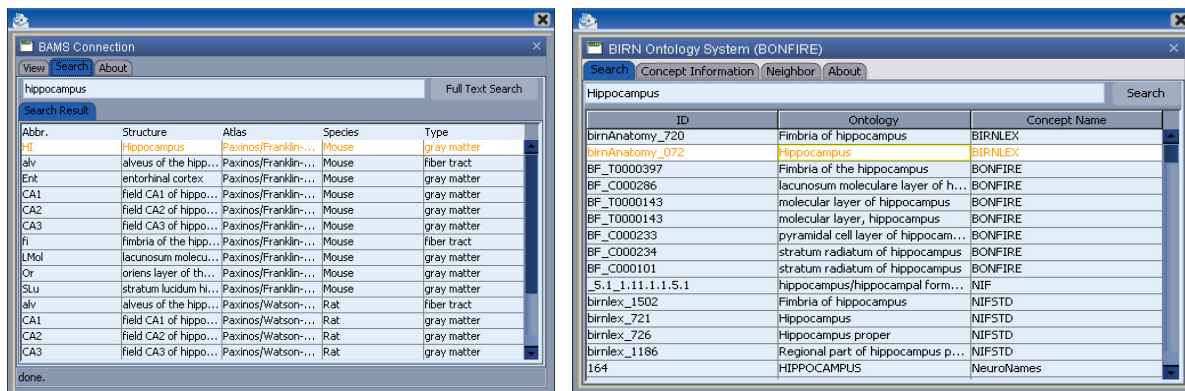 BAMS Connection
View Search About
hippocampus Full Text Search
Search Result
Abbr. Structure Atlas Species Type
HI Hippocampus Paxinos/Franklin-... Mouse gray matter
alv alveus of the hipp... Paxinos/Franklin-... Mouse fiber tract
Ent entorhinal cortex Paxinos/Franklin-... Mouse gray matter
CA1 field CA1 of hippo... Paxinos/Franklin-... Mouse gray matter
CA2 field CA2 of hippo... Paxinos/Franklin-... Mouse gray matter
CA3 field CA3 of hippo... Paxinos/Franklin-... Mouse gray matter
fi fimbria of the hipp... Paxinos/Franklin-... Mouse fiber tract
LMol lacunosum molecu... Paxinos/Franklin-... Mouse gray matter
Or oriens layer of th... Paxinos/Franklin-... Mouse gray matter
SLu stratum lucidum hi... Paxinos/Franklin-... Mouse gray matter
alv alveus of the hipp... Paxinos/Watson-... Rat fiber tract
CA1 field CA1 of hippo... Paxinos/Watson-... Rat gray matter
CA2 field CA2 of hippo... Paxinos/Watson-... Rat gray matter
CA3 field CA3 of hippo... Paxinos/Watson-... Rat gray matter
done.
BIRN Ontology System (BONFIRE)
Search Concept Information Neighbor About
Hippocampus Search
ID Ontology Concept Name
birnAnatomy_720 Fimbria of hippocampus BIRNLEX
birnAnatomy_072 Hippocampus BIRNLEX
BF_T0000397 Fimbria of the hippocampus BONFIRE
BF_C000286 lacunosum moleculare layer of h... BONFIRE
BF_T0000143 molecular layer of hippocampus BONFIRE
BF_T0000143 molecular layer, hippocampus BONFIRE
BF_C000233 pyramidal cell layer of hippocam... BONFIRE
BF_C000234 stratum radiatum of hippocampus BONFIRE
BF_C000101 stratum radiatum of hippocampus BONFIRE
_5.1_1.11.1.1.5.1 hippocampus/hippocampal form... NIF
birnlex_1502 Fimbria of hippocampus NIFSTD
birnlex_721 Hippocampus NIFSTD
birnlex_726 Hippocampus proper NIFSTD
birnlex_1186 Regional part of hippocampus p... NIFSTD
164 HIPPOCAMPUS NeuroNames